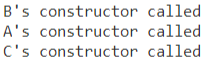 B's constructor called
A's constructor called
C's constructor called